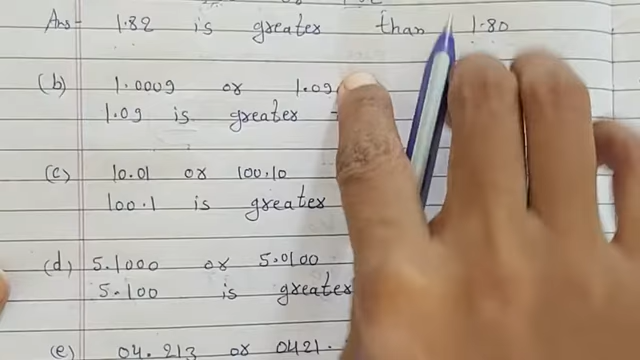 Ans- 1.82 is greater than 1.80
(b) 1.0009 or 1.09
1.09 is greater
(c) 10.01 or 100.10
100.1 is greater
(d) 5.1000 or 5.0100
5.100 is greater
(e) 04.213 or 0421.